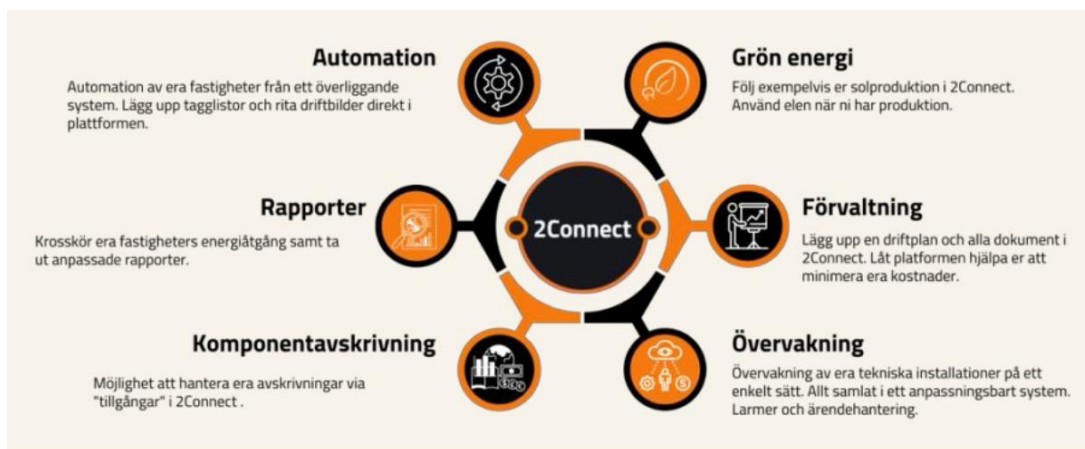 Automation
Automation av era fastigheter från ett överliggande
system. Lägg upp tagglistor och rita driftbilder direkt i
plattformen.
Grön energi
Följ exempelvis er solproduktion i 2Connect.
Använd elen när ni har produktion.
Rapporter
Krosskör era fastigheters energiåtgång samt ta
ut anpassade rapporter.
2Connect
Förvaltning
Lägg upp en driftplan och alla dokument i
2Connect. Låt platformen hjälpa er att
minimera era kostnader.
Komponentavskrivning
Möjlighet att hantera era avskrivningar via
"tillgångar" i 2Connect .
Övervakning
Övervakning av era tekniska installationer på ett
enkelt sätt. Allt samlat i ett anpassningsbart system.
Larmer och ärendehantering.